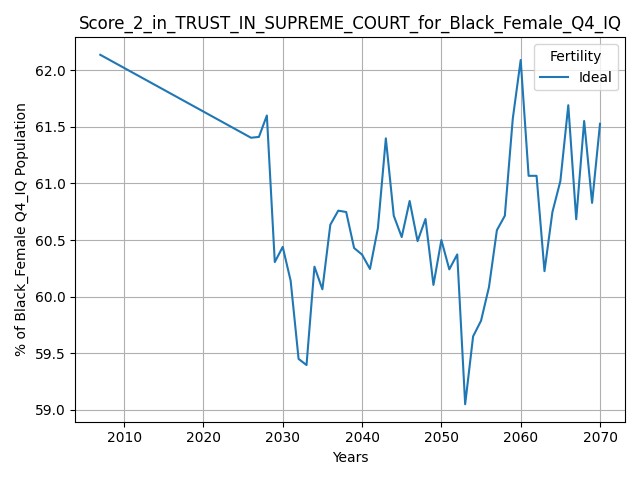 Score_2_in_TRUST_IN_SUPREME_COURT_for_Black_Female_Q4_IQ
Fertility
Ideal
% of Black_Female Q4_IQ Population
62.0
61.5
61.0
60.5
60.0
59.5
59.0
2010 2020 2030 2040 2050 2060 2070
Years